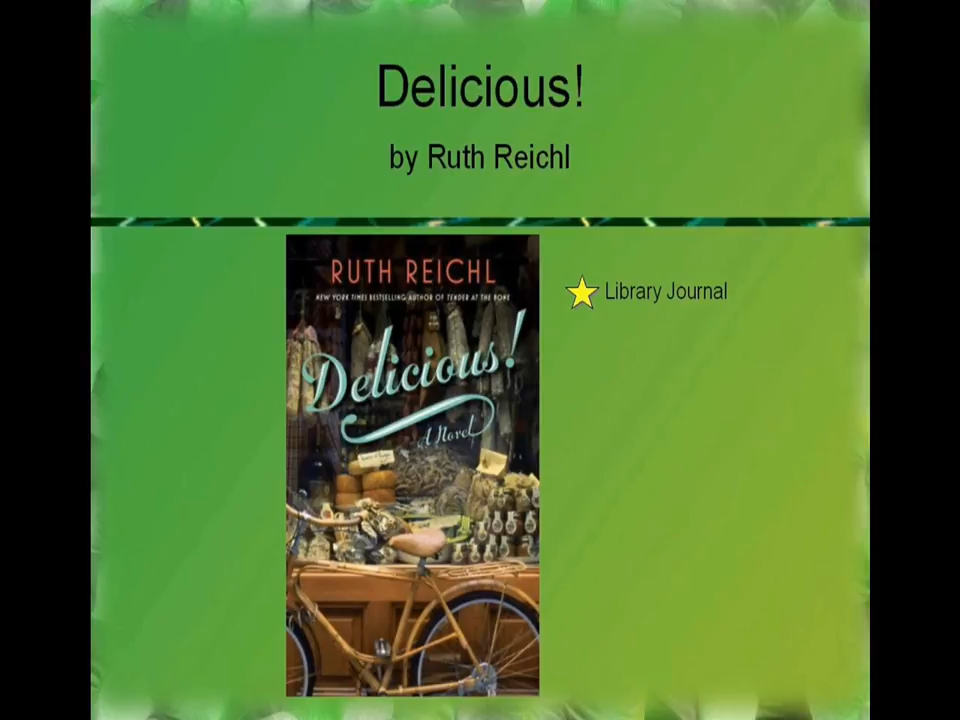 Delicious!
by Ruth Reichl
RUTH REICHL
NEW YORK TIMES BESTSELLING AUTHOR OF TENDER AT THE BONE
Delicious!
A Novel
Library Journal